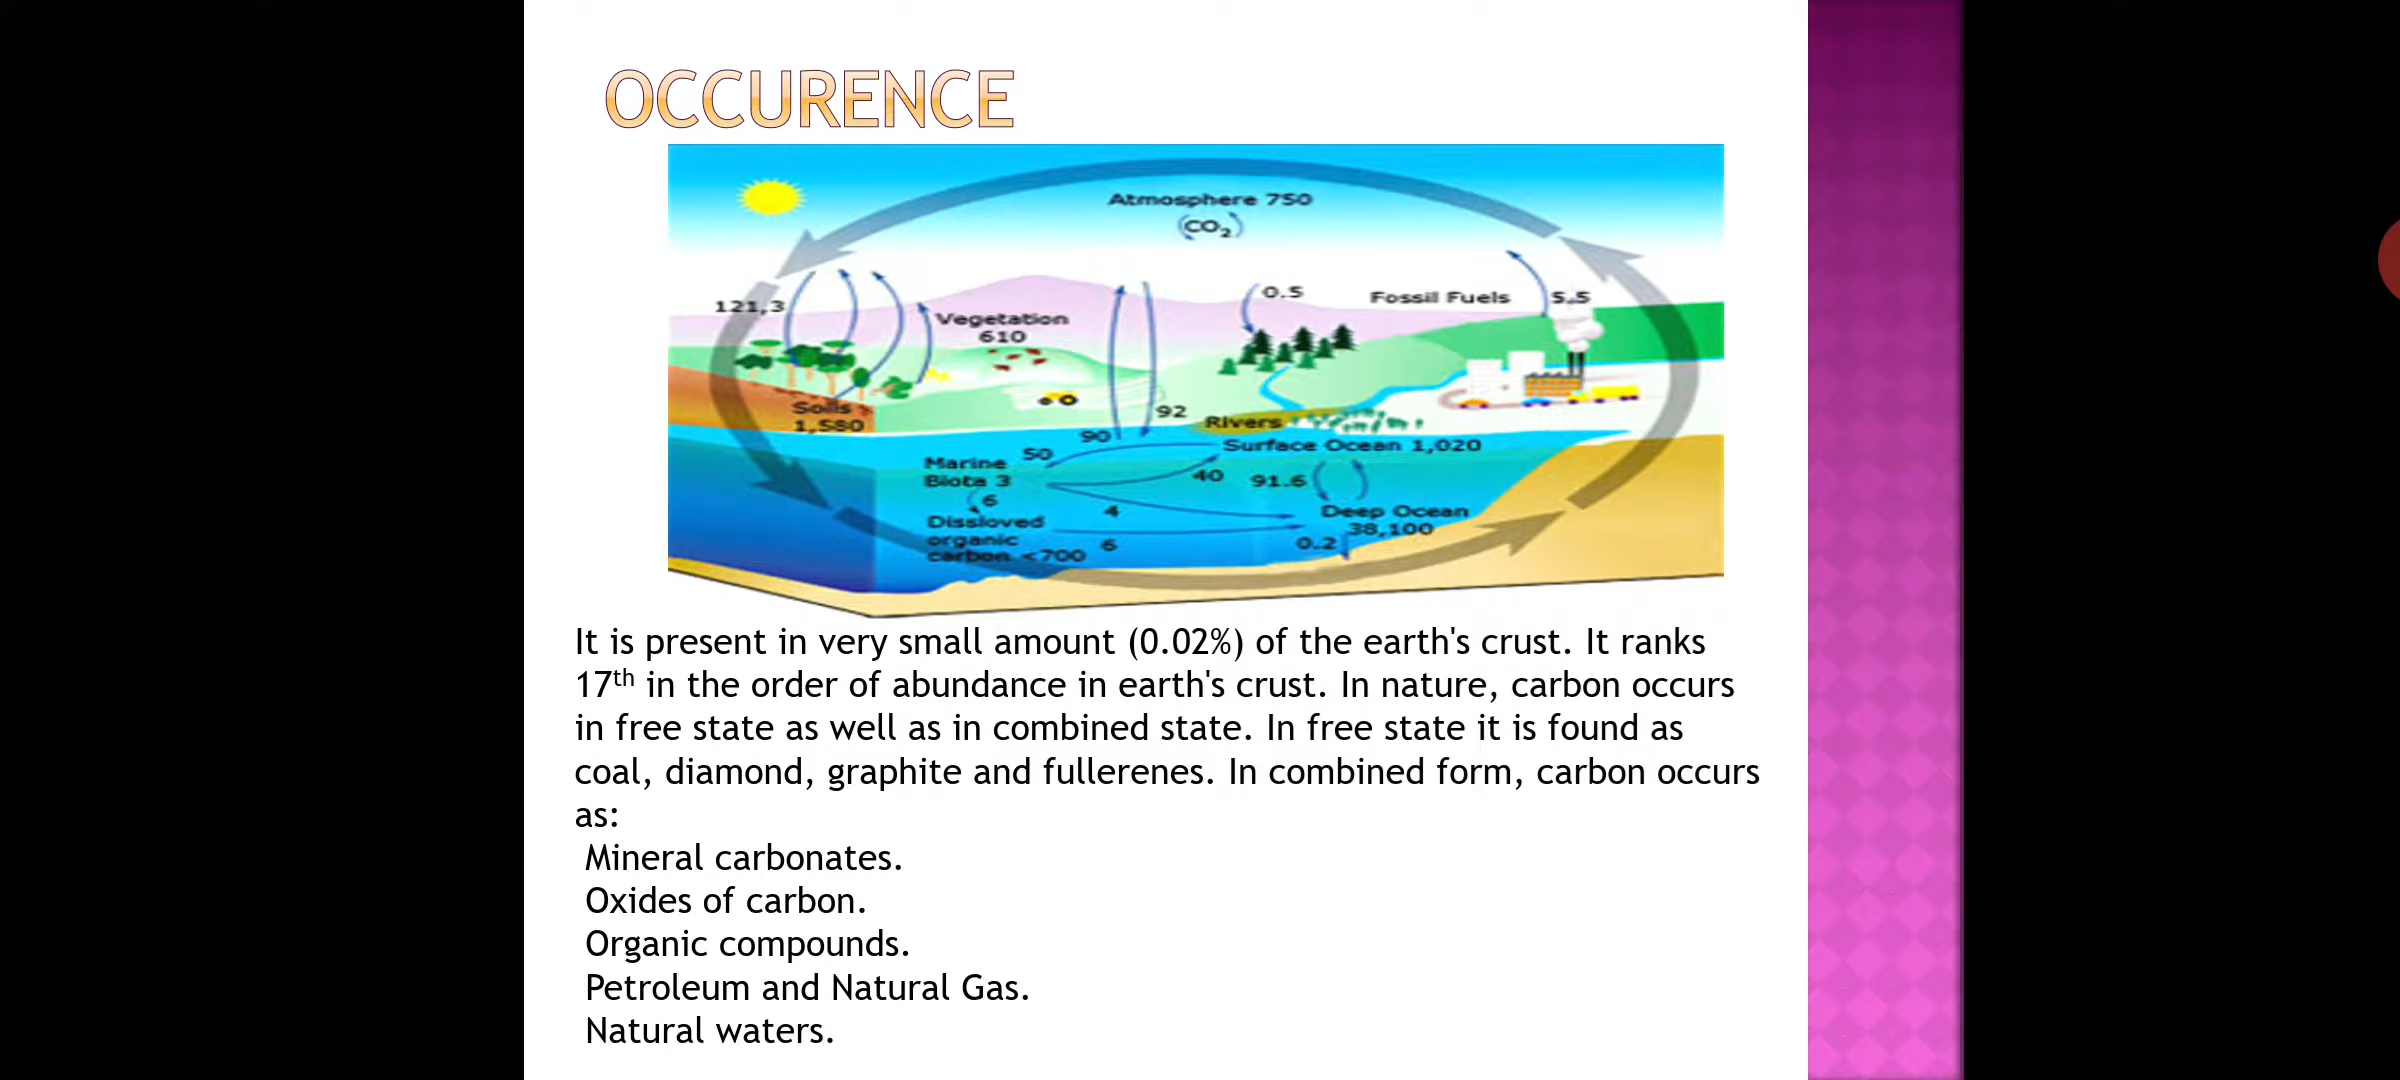 OCCURENCE
Atmosphere 750
(CO₂)
121,3
Vegetation
610
0.5
Fossil Fuels
5.5
Soils
1,580
92
90
Rivers
Surface Ocean 1,020
50
Marine
Biota 3
40
91.6
6
4
Deep Ocean
38,100
Dissloved
organic
carbon <700
6
0.2
It is present in very small amount (0.02%) of the earth's crust. It ranks
17th in the order of abundance in earth's crust. In nature, carbon occurs
in free state as well as in combined state. In free state it is found as
coal, diamond, graphite and fullerenes. In combined form, carbon occurs
as:
Mineral carbonates.
Oxides of carbon.
Organic compounds.
Petroleum and Natural Gas.
Natural waters.